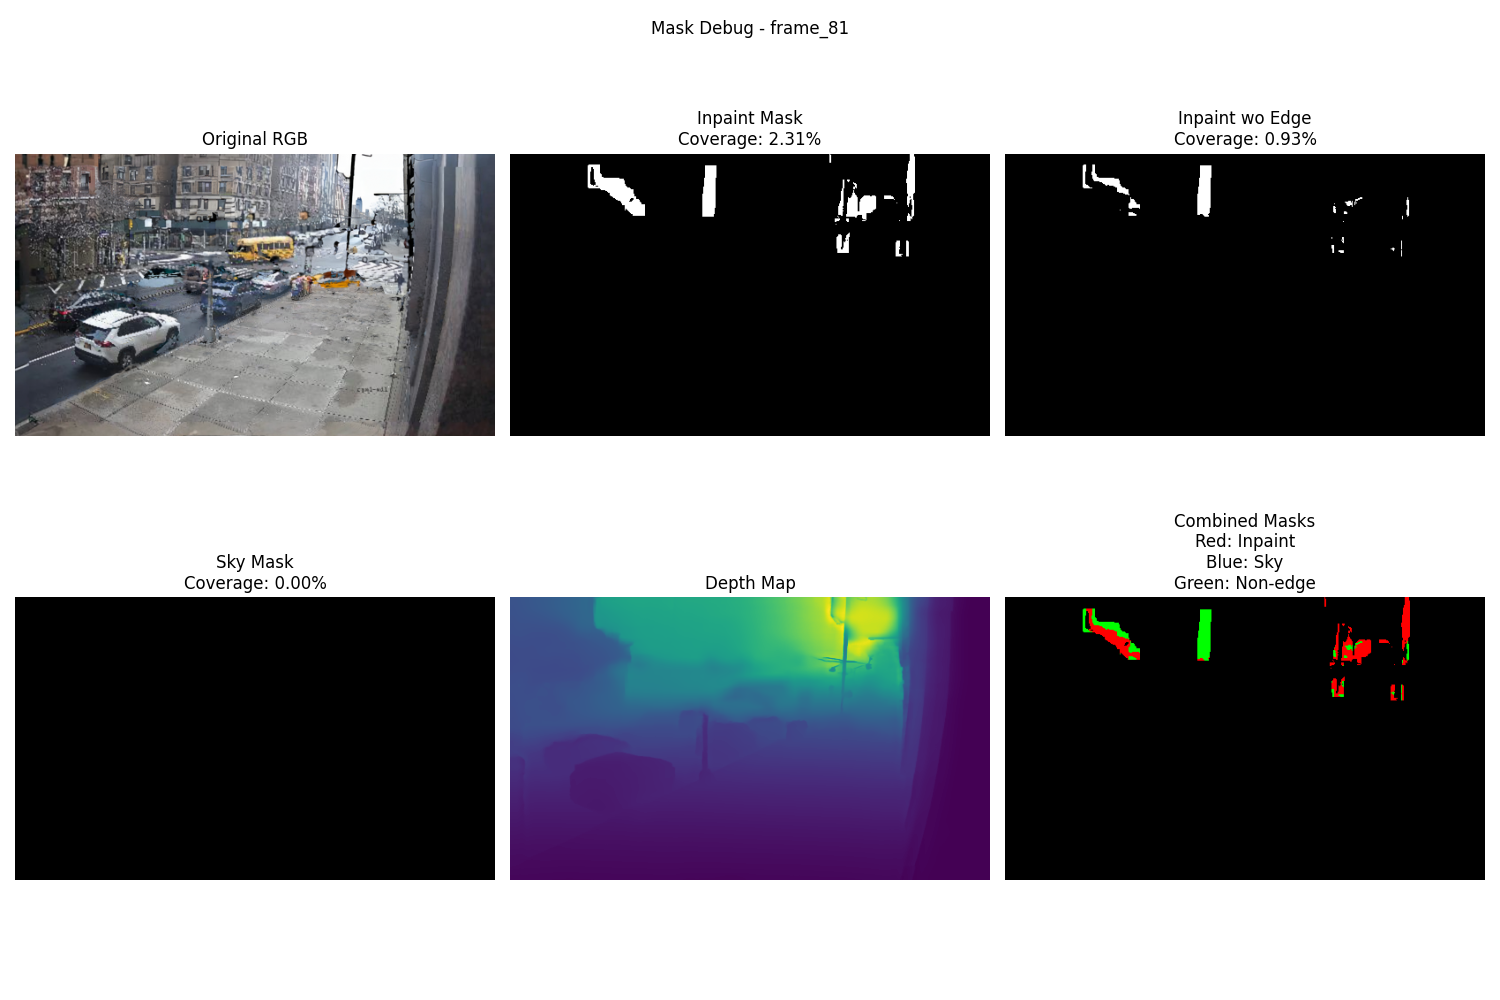 Mask Debug - frame_81
Original RGB
Inpaint Mask
Coverage: 2.31%
Inpaint wo Edge
Coverage: 0.93%
Sky Mask
Coverage: 0.00%
Depth Map
Combined Masks
Red: Inpaint
Blue: Sky
Green: Non-edge